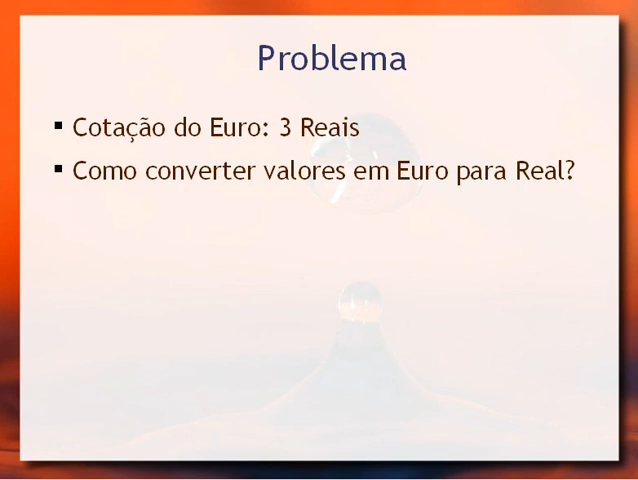 Problema
▪ Cotação do Euro: 3 Reais
▪ Como converter valores em Euro para Real?